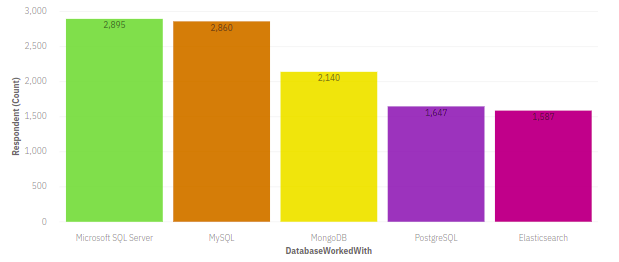 3,000
2,500
2,000
1,500
1,000
500
0
Respondent (Count)
2,895
2,860
2,140
1,647
1,587
Microsoft SQL Server
MySQL
MongoDB
PostgreSQL
Elasticsearch
DatabaseWorkedWith